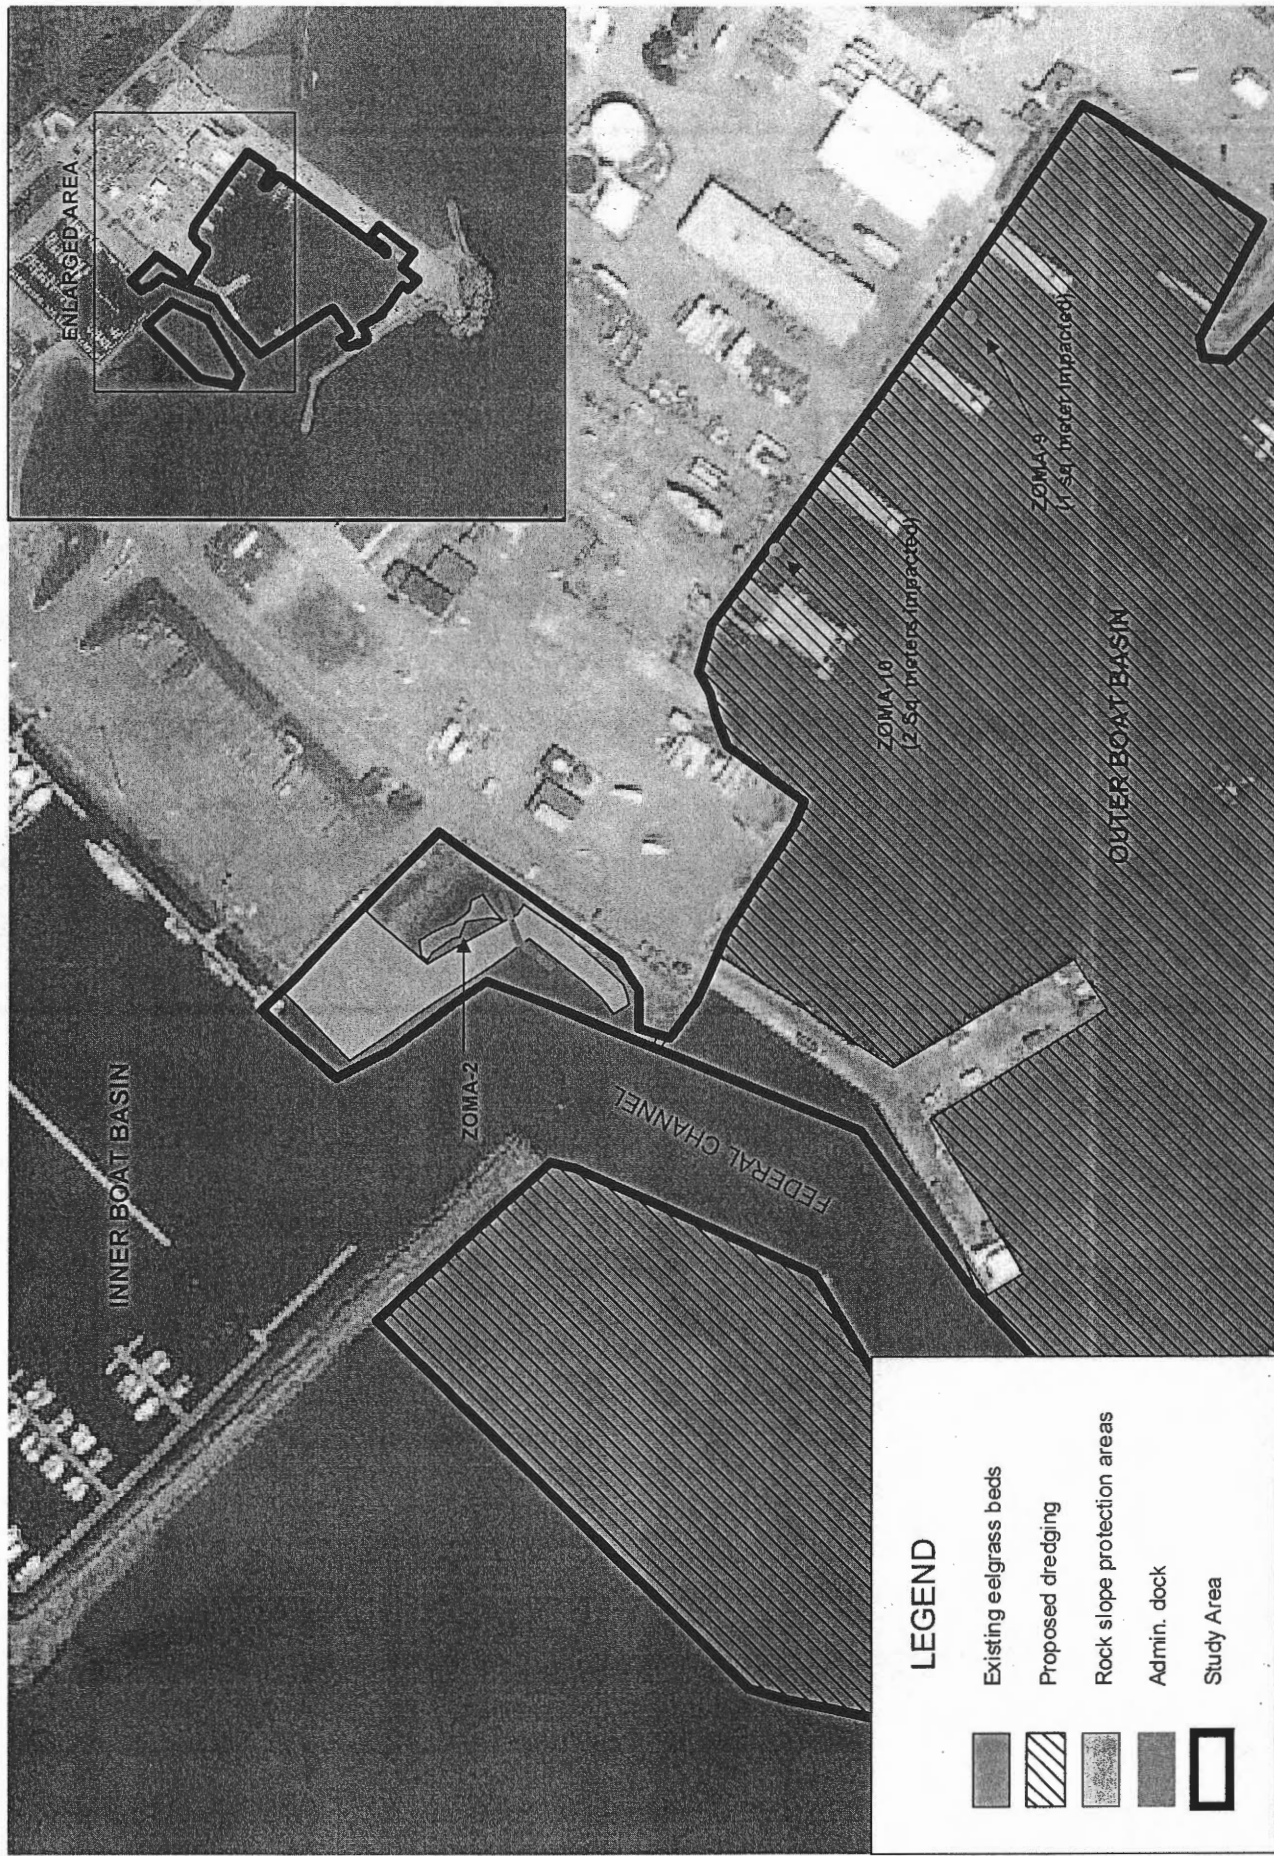 ENLARGED AREA
INNER BOAT BASIN
ZOMA-2
FEDERAL CHANNEL
ZOMA-10
(2 Sq meters impacted)
ZOMA-9
(1 sq. meter impacted)
OUTER BOAT BASIN
LEGEND
Existing eelgrass beds
Proposed dredging
Rock slope protection areas
Admin. dock
Study Area